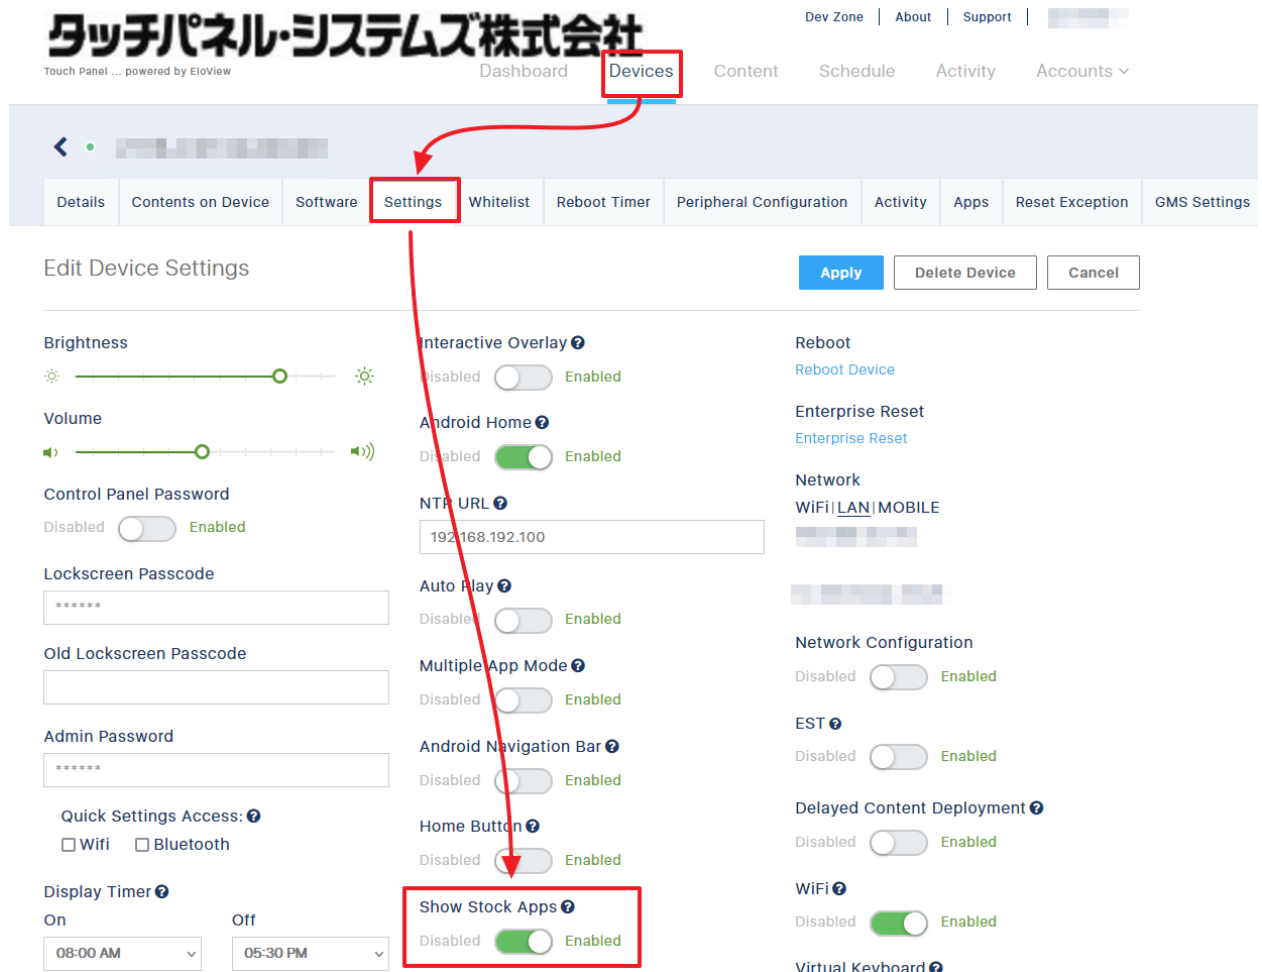 タッチパネル・システムズ株式会社
Touch Panel ... powered by EloView
Dev Zone | About | Support |
Dashboard Devices Content Schedule Activity Accounts
Details Contents on Device Software Settings Whitelist Reboot Timer Peripheral Configuration Activity Apps Reset Exception GMS Settings
Edit Device Settings
Apply Delete Device Cancel
Brightness
Volume
Control Panel Password
Disabled Enabled
Lockscreen Passcode
******
Old Lockscreen Passcode
Admin Password
******
Quick Settings Access:
Wifi Bluetooth
Display Timer
On Off
08:00 AM 05:30 PM
Interactive Overlay
Disabled Enabled
Android Home
Disabled Enabled
NTP URL
192.168.192.100
Auto Play
Disabled Enabled
Multiple App Mode
Disabled Enabled
Android Navigation Bar
Disabled Enabled
Home Button
Disabled Enabled
Show Stock Apps
Disabled Enabled
Reboot
Reboot Device
Enterprise Reset
Enterprise Reset
Network
WiFi|LAN|MOBILE
Network Configuration
Disabled Enabled
EST
Disabled Enabled
Delayed Content Deployment
Disabled Enabled
WiFi
Disabled Enabled
Virtual Keyboard